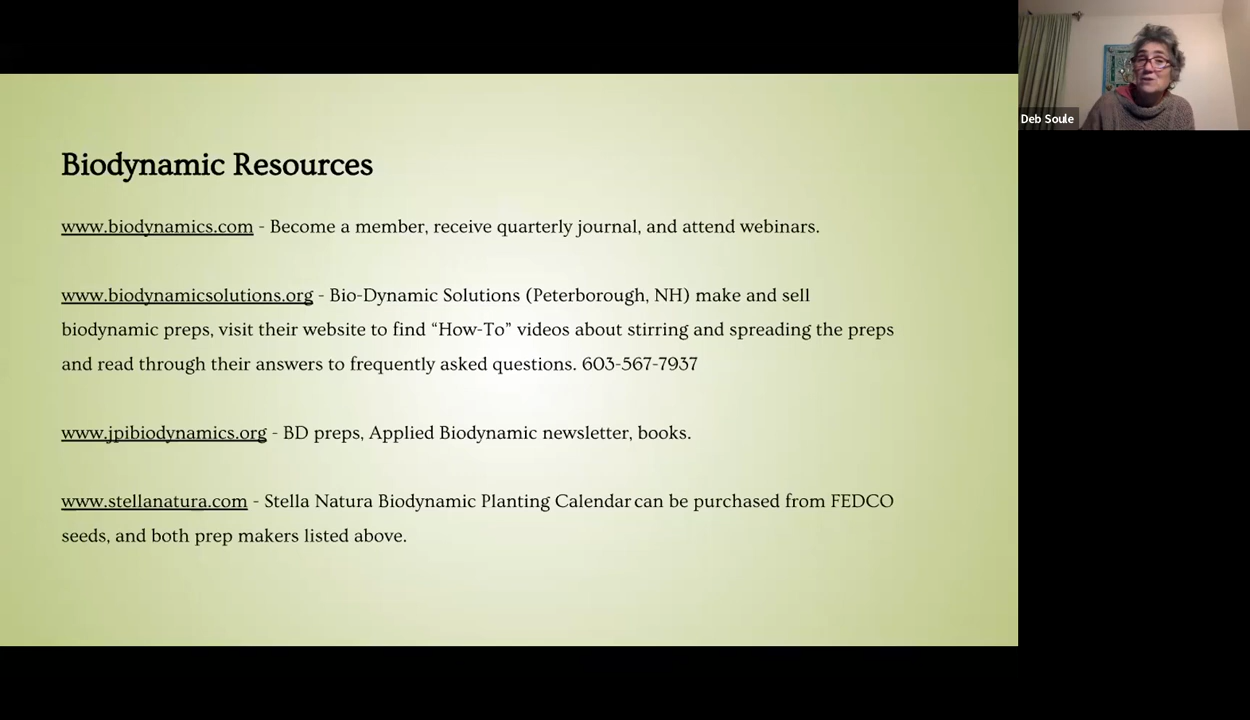 Deb Soule
Biodynamic Resources
www.biodynamics.com - Become a member, receive quarterly journal, and attend webinars.
www.biodynamicsolutions.org - Bio-Dynamic Solutions (Peterborough, NH) make and sell
biodynamic preps, visit their website to find “How-To” videos about stirring and spreading the preps
and read through their answers to frequently asked questions. 603-567-7937
www.jpibiodynamics.org - BD preps, Applied Biodynamic newsletter, books.
www.stellanatura.com - Stella Natura Biodynamic Planting Calendar can be purchased from FEDCO
seeds, and both prep makers listed above.